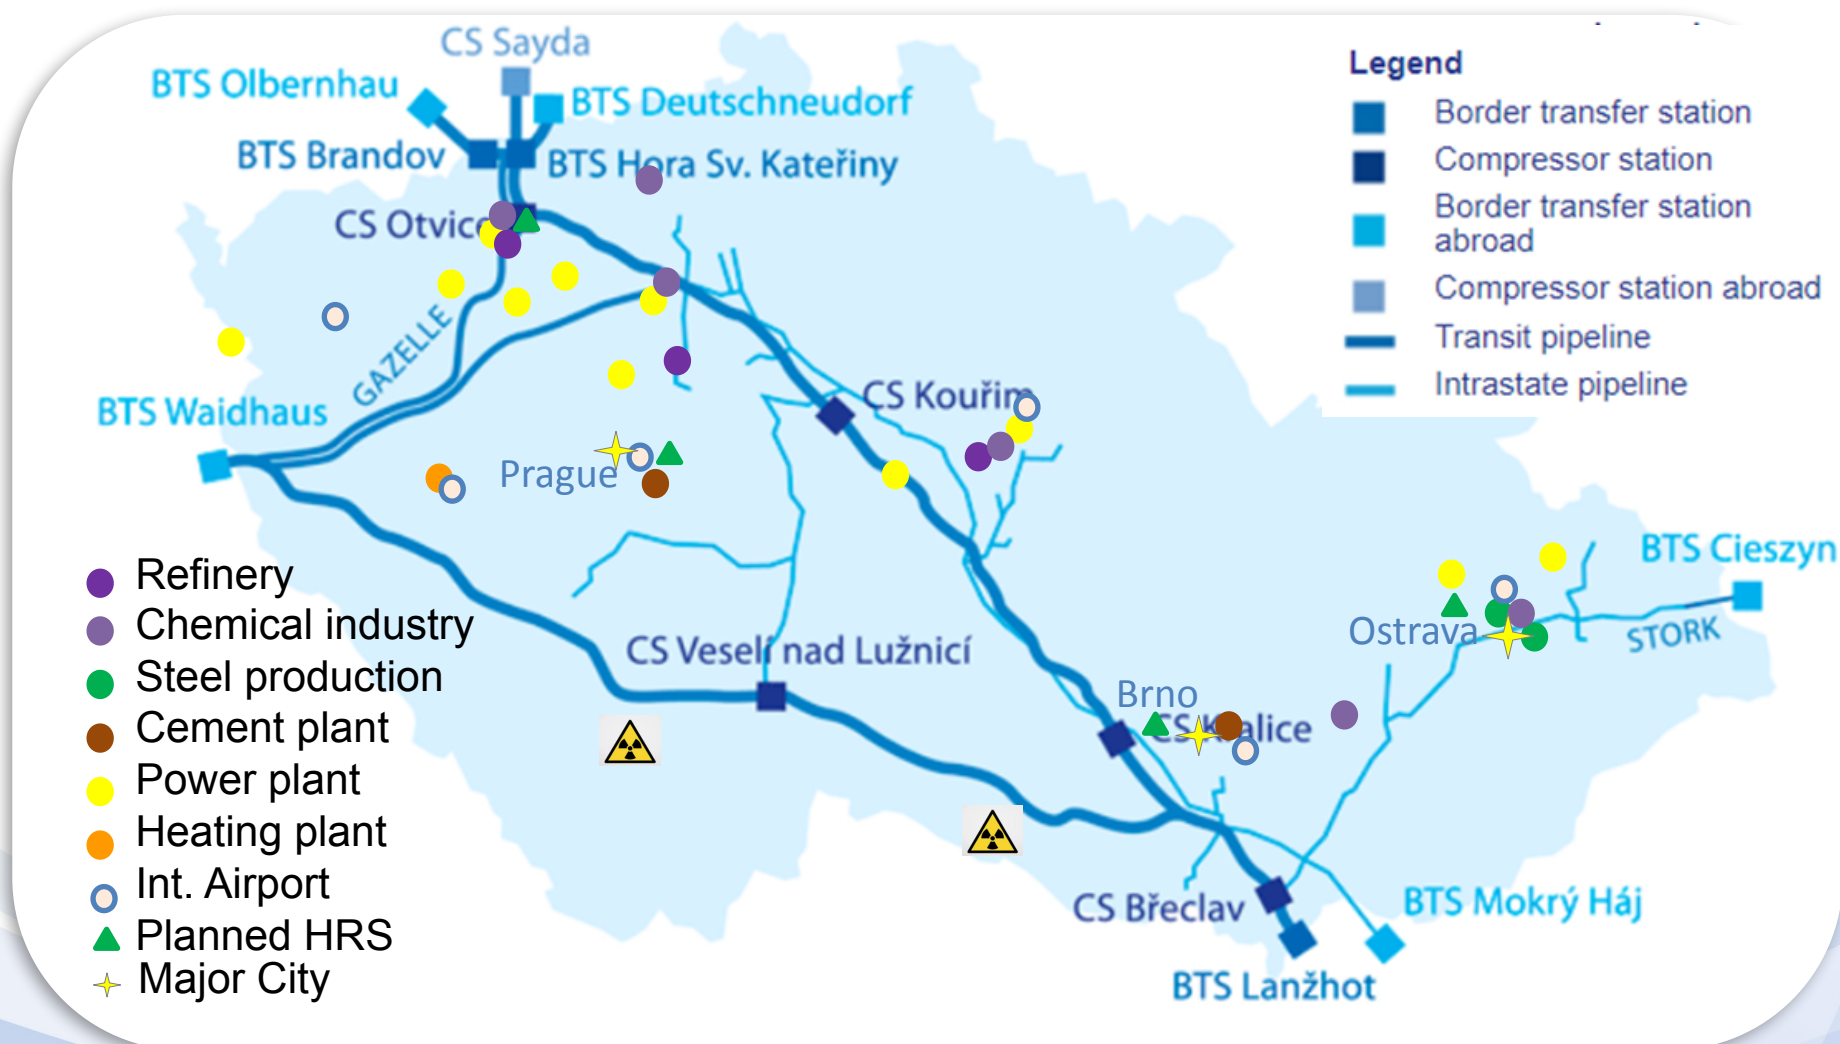 CS Sayda
BTS Olbernhau
BTS Deutschneudorf
BTS Brandov
BTS Hora Sv. Kateřiny
CS Otvice
GAZELLE
BTS Waidhaus
CS Kouřim
Prague
CS Veselí nad Lužnicí
Brno
CS Kralice
Ostrava
BTS Cieszyn
STORK
CS Břeclav
BTS Mokrý Háj
BTS Lanžhot
Legend
Border transfer station
Compressor station
Border transfer station
abroad
Compressor station abroad
Transit pipeline
Intrastate pipeline
Refinery
Chemical industry
Steel production
Cement plant
Power plant
Heating plant
Int. Airport
Planned HRS
Major City